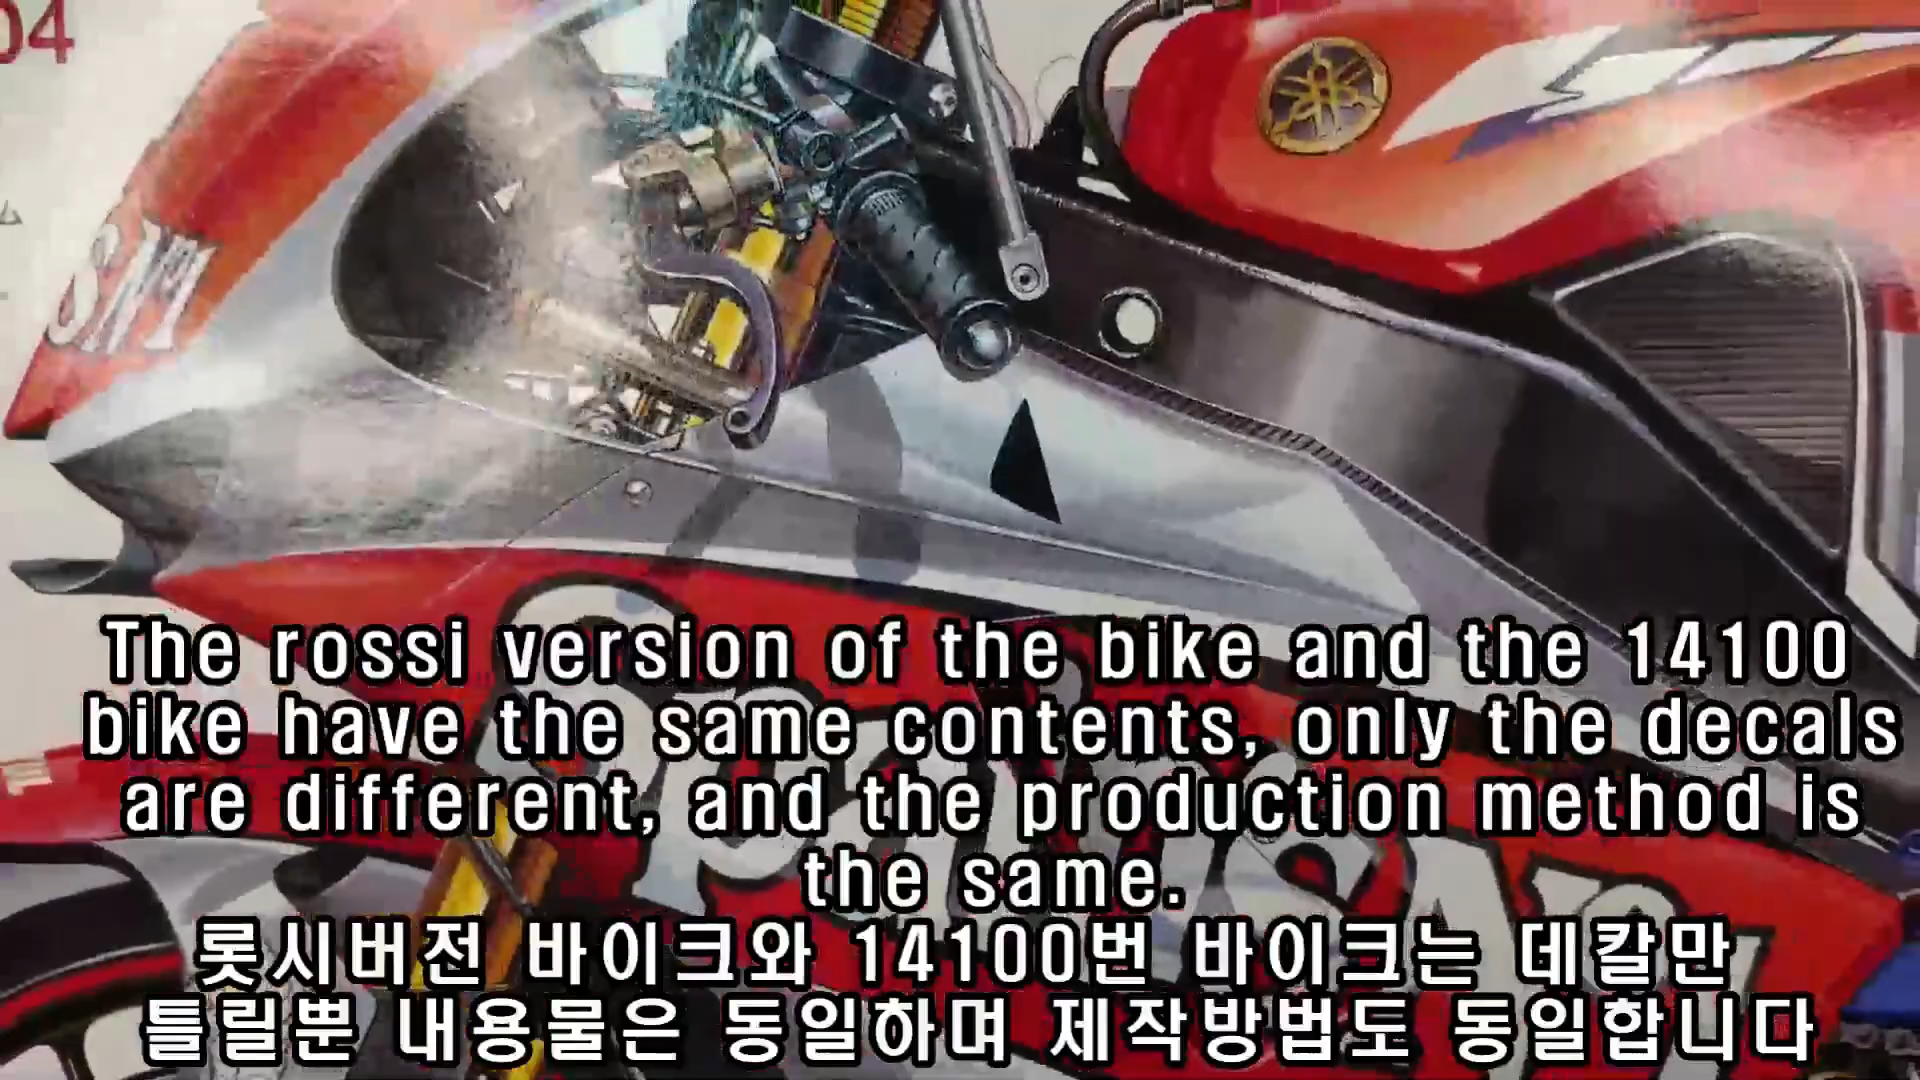 04
The rossi version of the bike and the 14100
bike have the same contents, only the decals
are different, and the production method is
the same.
롯시버전 바이크와 14100번 바이크는 데칼만
틀릴뿐 내용물은 동일하며 제작방법도 동일합니다